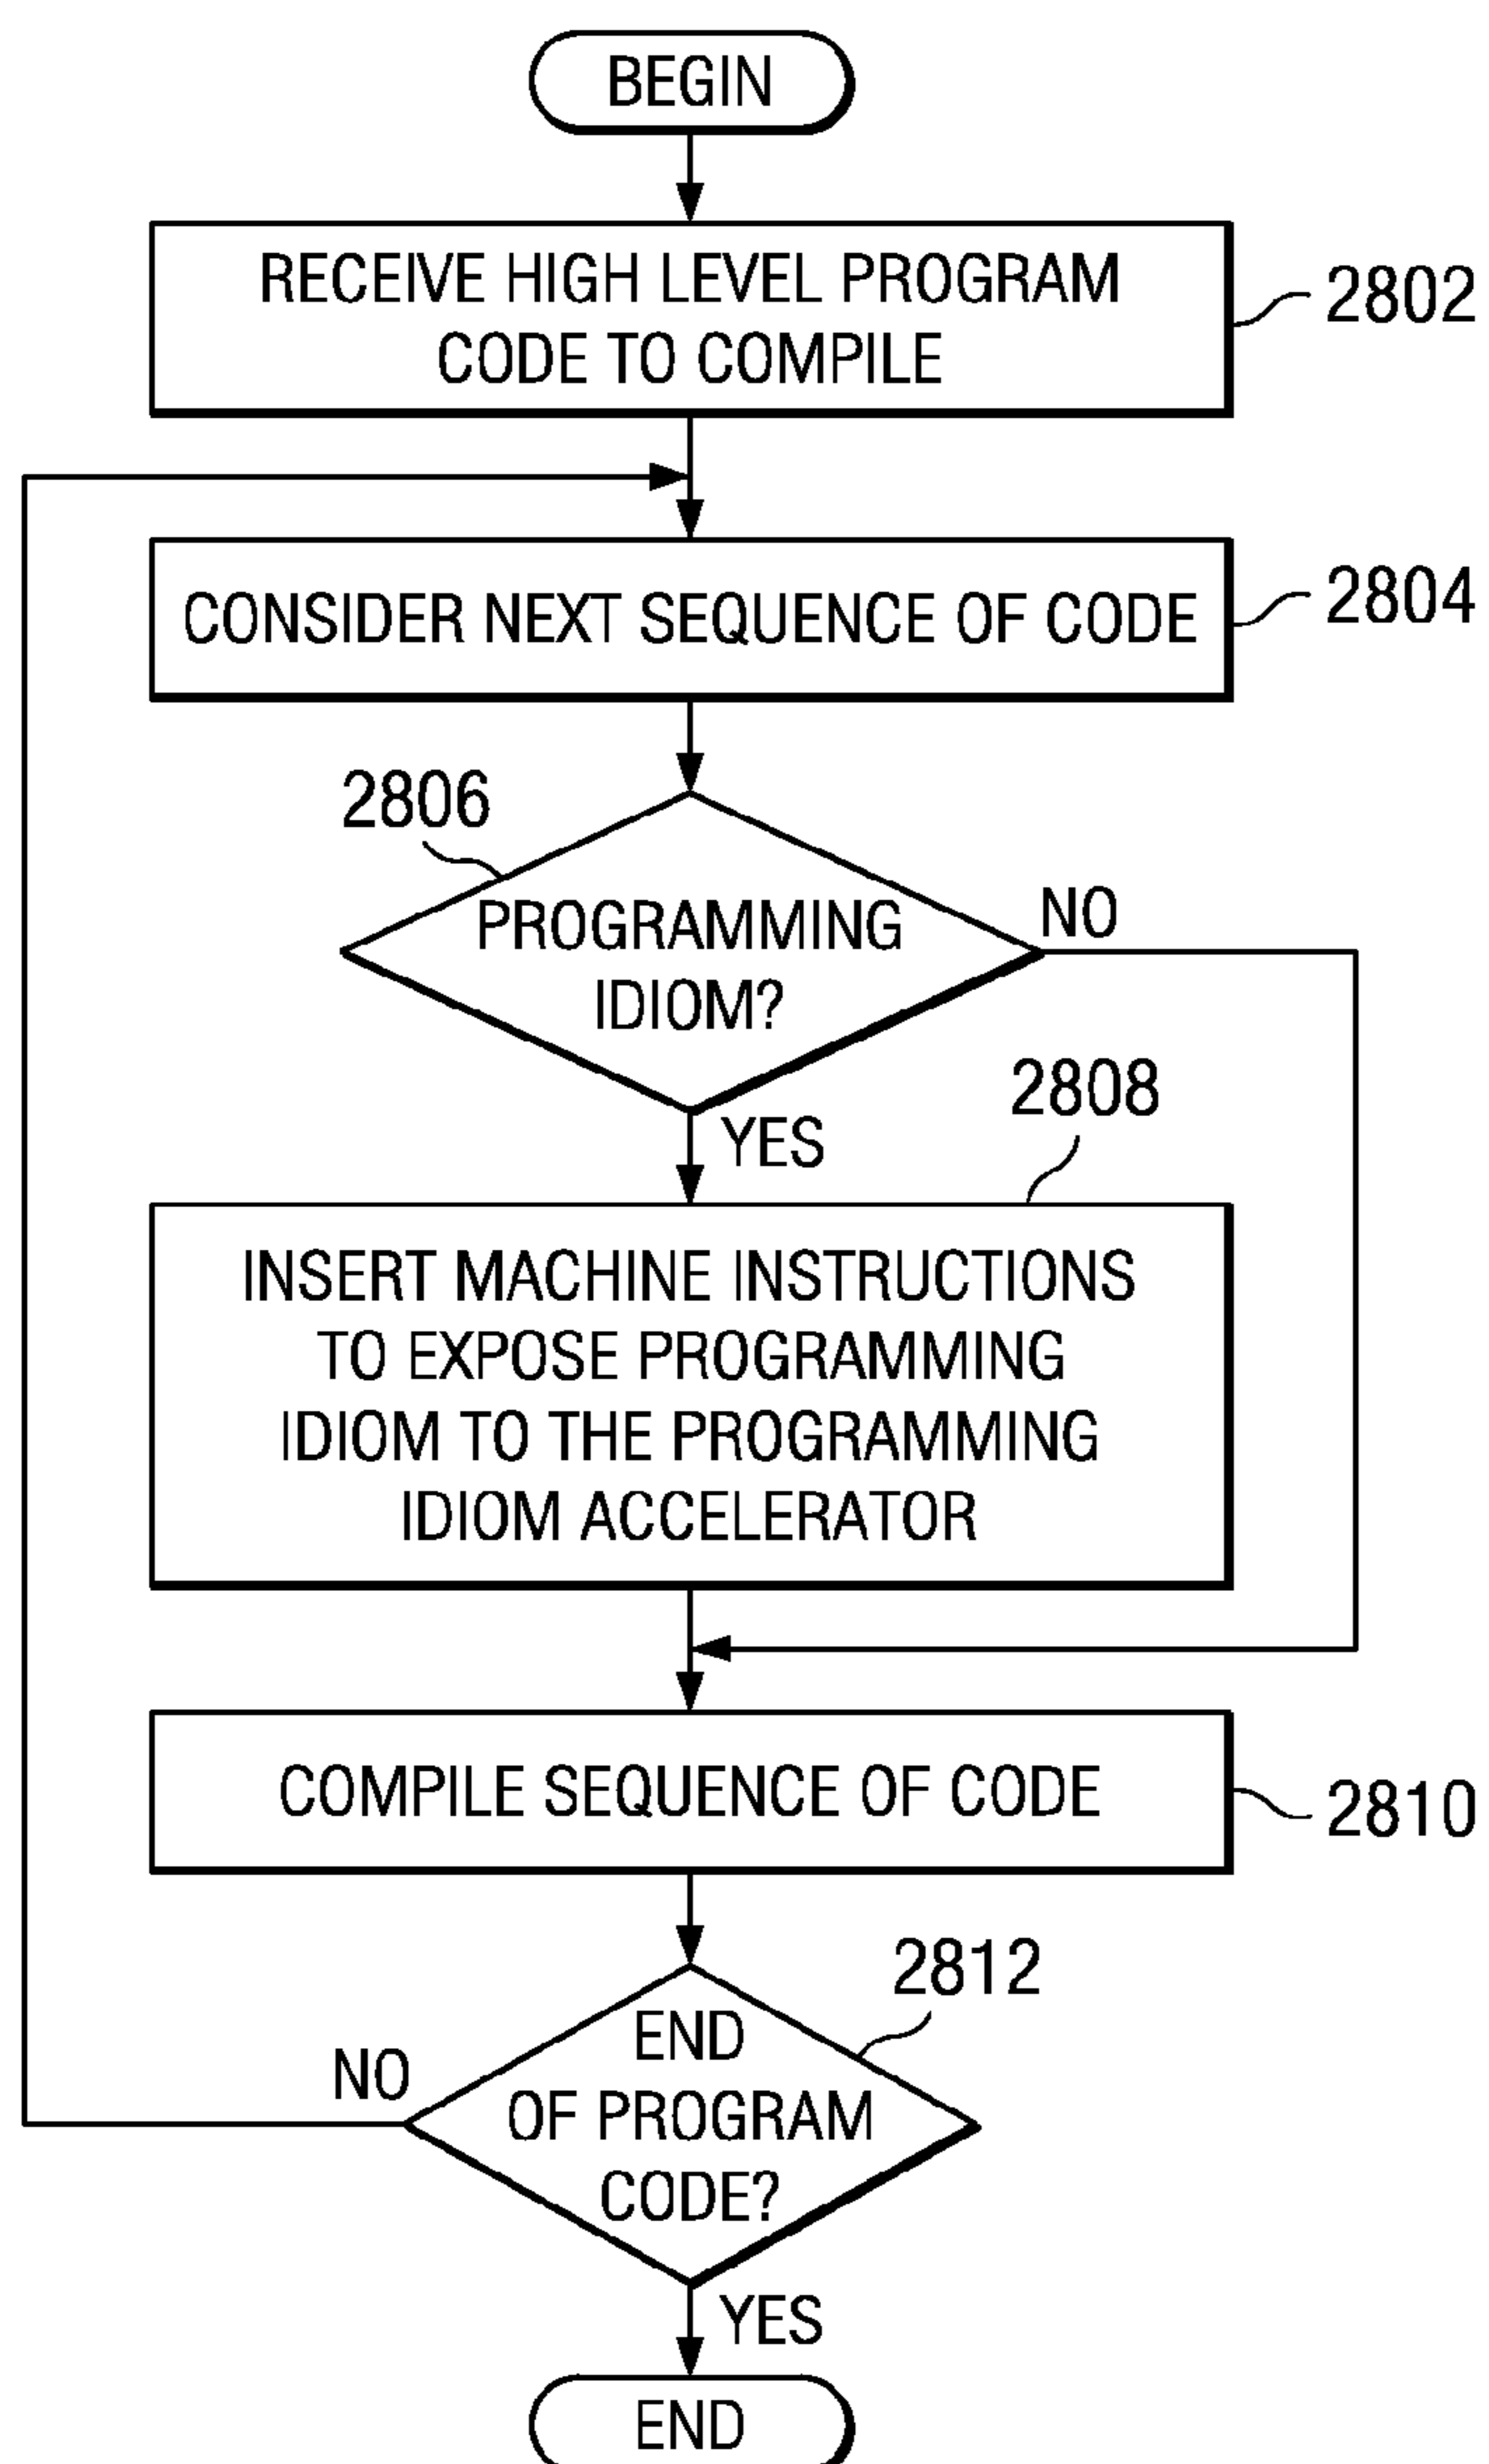 BEGIN
RECEIVE HIGH LEVEL PROGRAM
CODE TO COMPILE
2802
CONSIDER NEXT SEQUENCE OF CODE
2804
2806
PROGRAMMING
IDIOM?
NO
YES
2808
INSERT MACHINE INSTRUCTIONS
TO EXPOSE PROGRAMMING
IDIOM TO THE PROGRAMMING
IDIOM ACCELERATOR
COMPILE SEQUENCE OF CODE
2810
2812
END
OF PROGRAM
CODE?
NO
YES
END